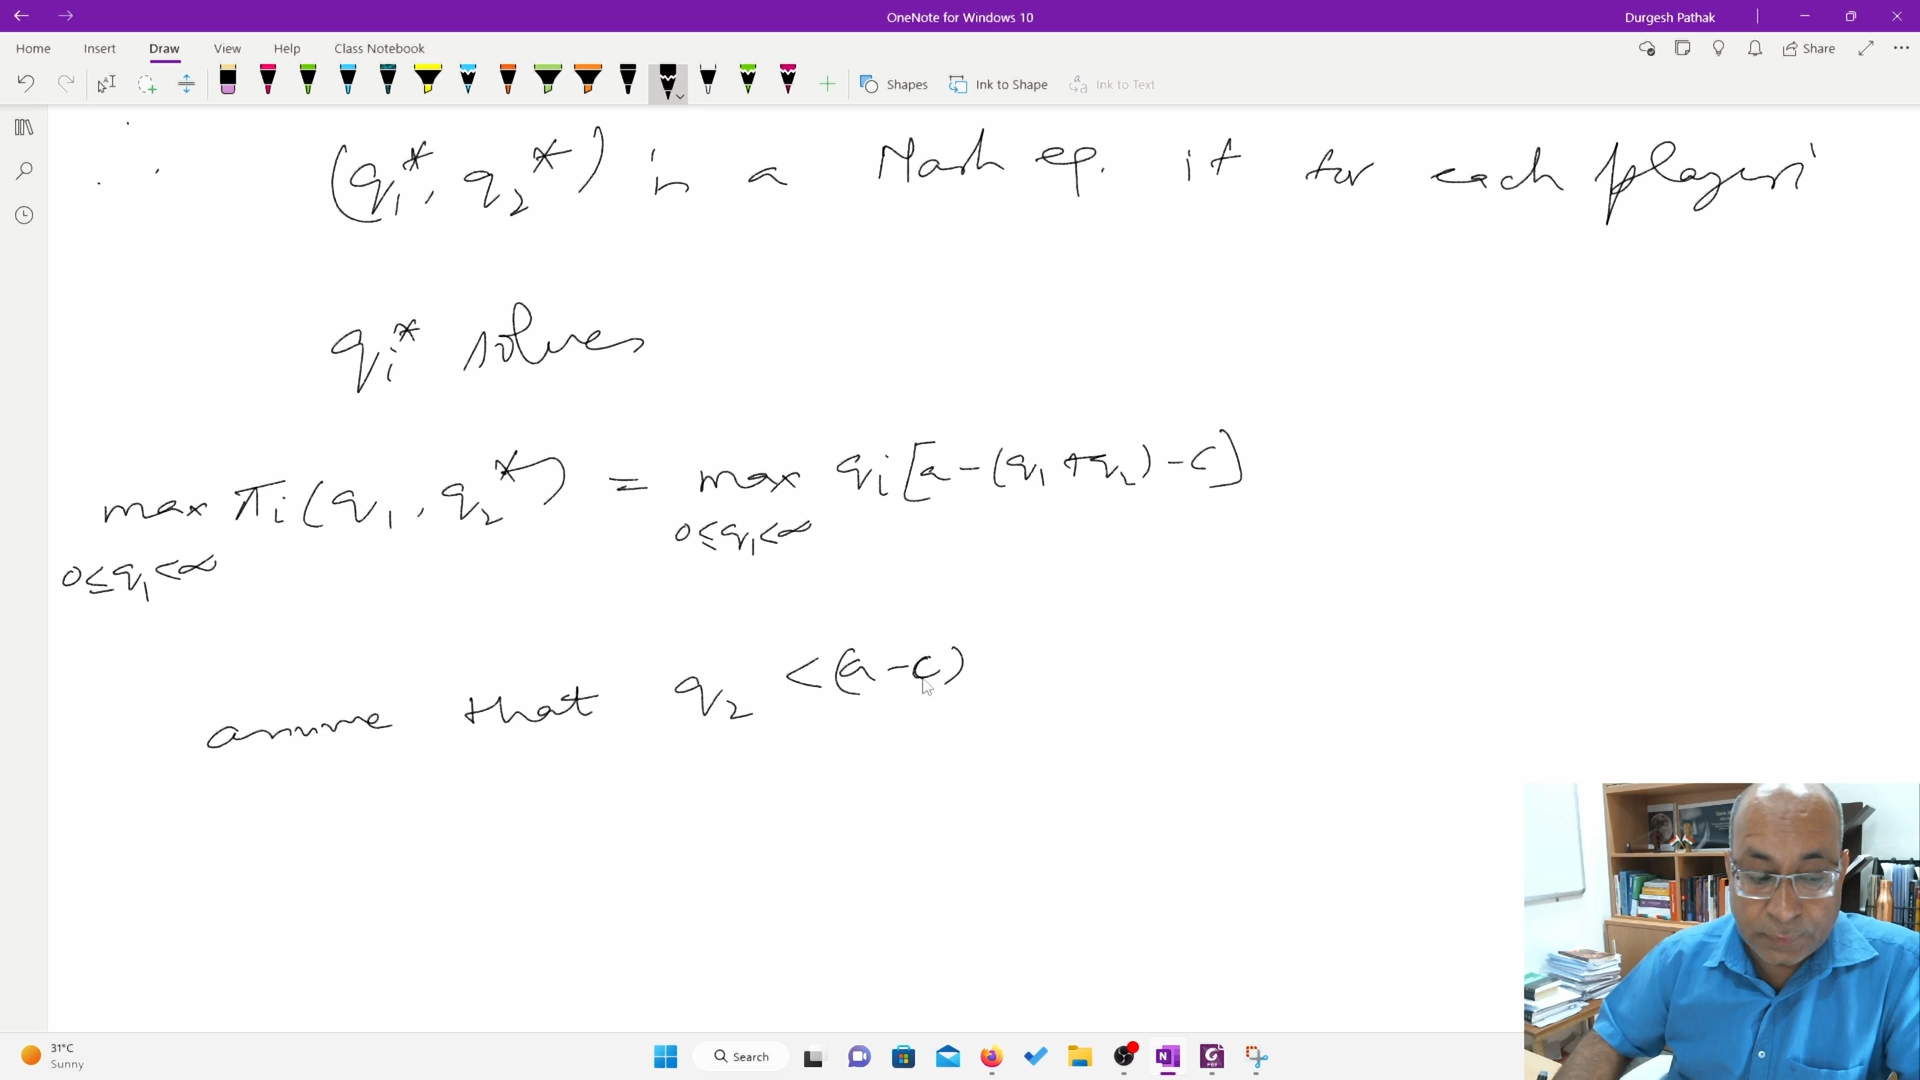 OneNote for Windows 10
Durgesh Pathak
Home Insert Draw View Help Class Notebook
Share
Shapes Ink to Shape Ink to Text
∴ (q₁*, q₂*) is a Nash eq. if for each player i
qᵢ* solves
max πᵢ(q₁, q₂*) = max qᵢ[a-(q₁+q₂)-c]
0≤q₁<∞ 0≤q₁<∞
assume that q₂ <(a-c)
31°C
Sunny
Search